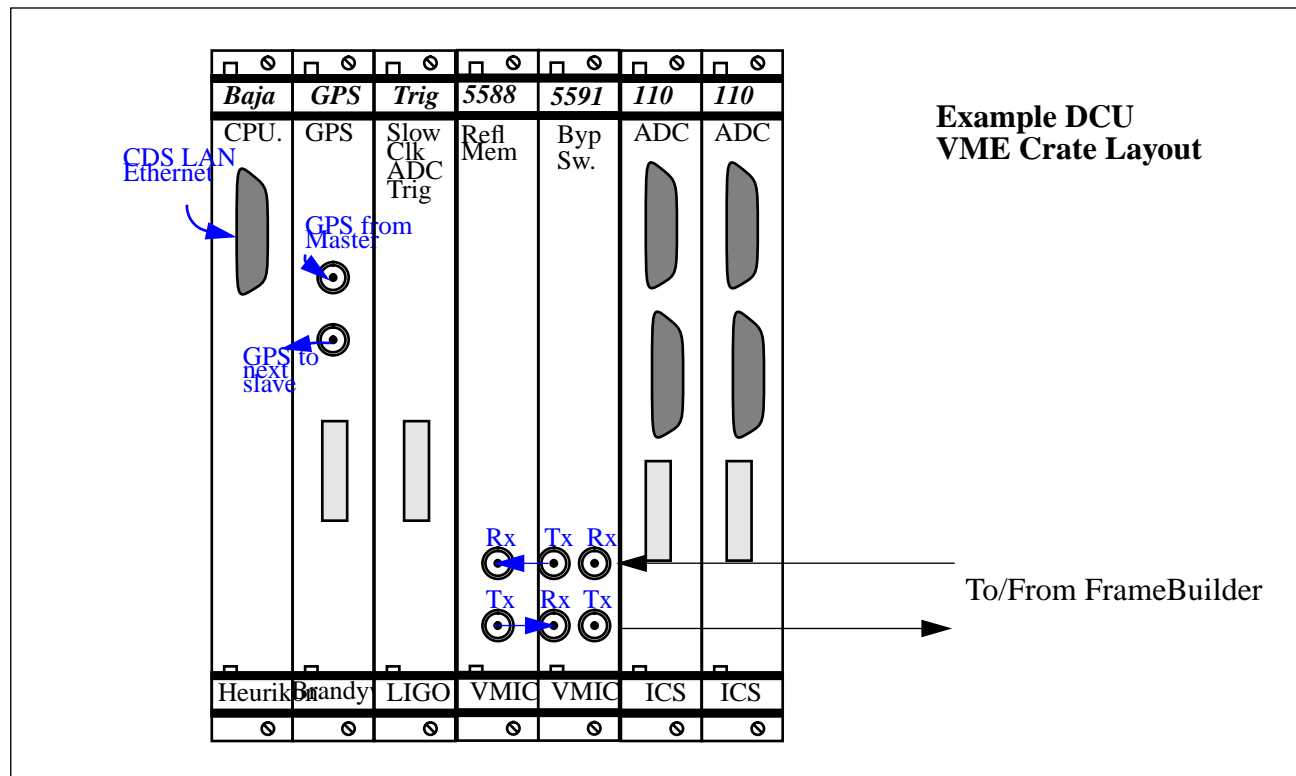 Baja GPS Trig 5588 5591 110 110
Example DCU
VME Crate Layout
CPU. GPS Slow Refl Byp ADC ADC
Clk Mem Sw.
ADC
Trig
CDS LAN
Ethernet
GPS from
Master
GPS to
next
slave
Rx Tx Rx
Tx Rx Tx
To/From FrameBuilder
Heurikon Brandy LIGO VMIC VMIC ICS ICS